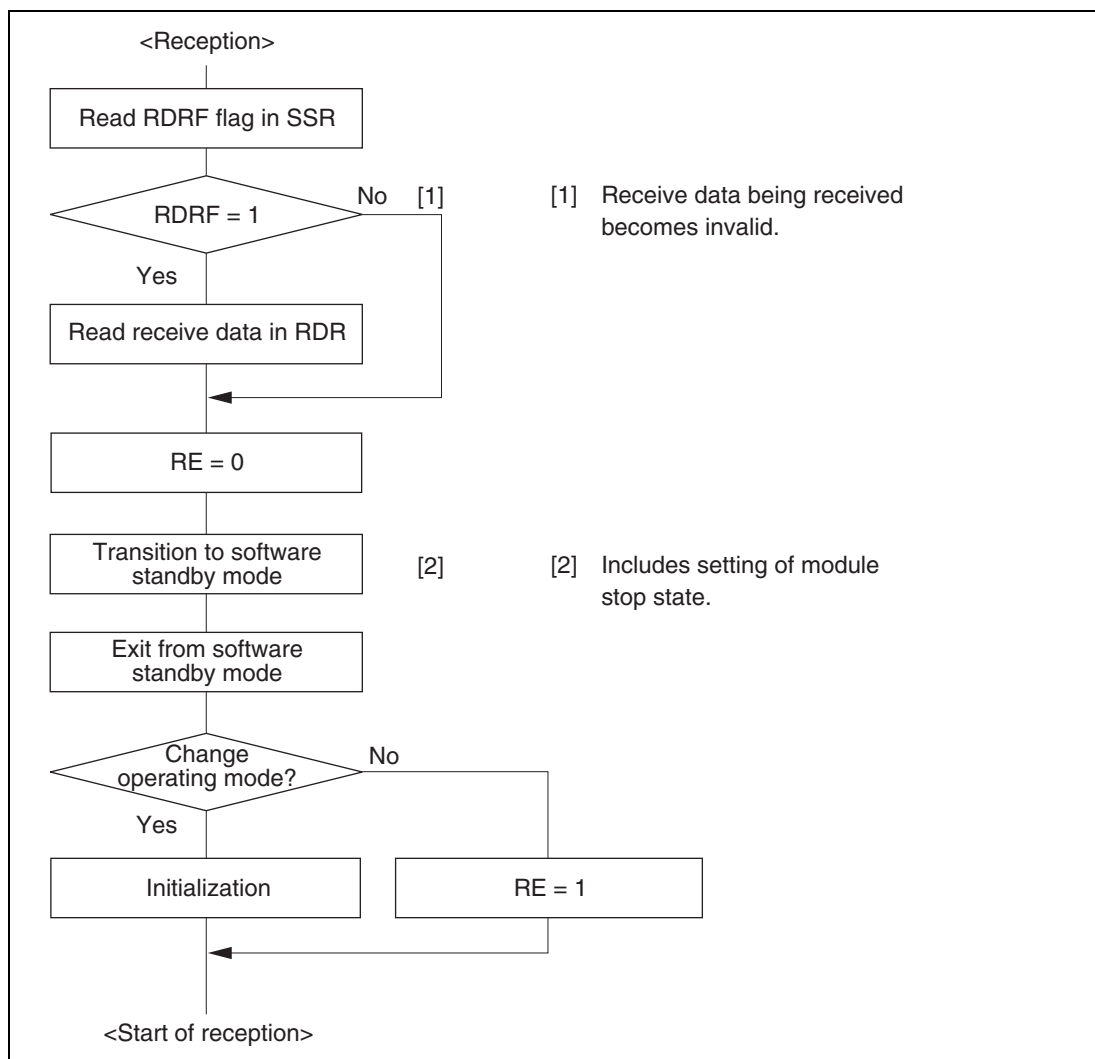 <Reception>
Read RDRF flag in SSR
RDRF = 1
No [1]
[1] Receive data being received
becomes invalid.
Yes
Read receive data in RDR
RE = 0
Transition to software
standby mode
[2]
[2] Includes setting of module
stop state.
Exit from software
standby mode
Change
operating mode?
No
Yes
Initialization
RE = 1
<Start of reception>